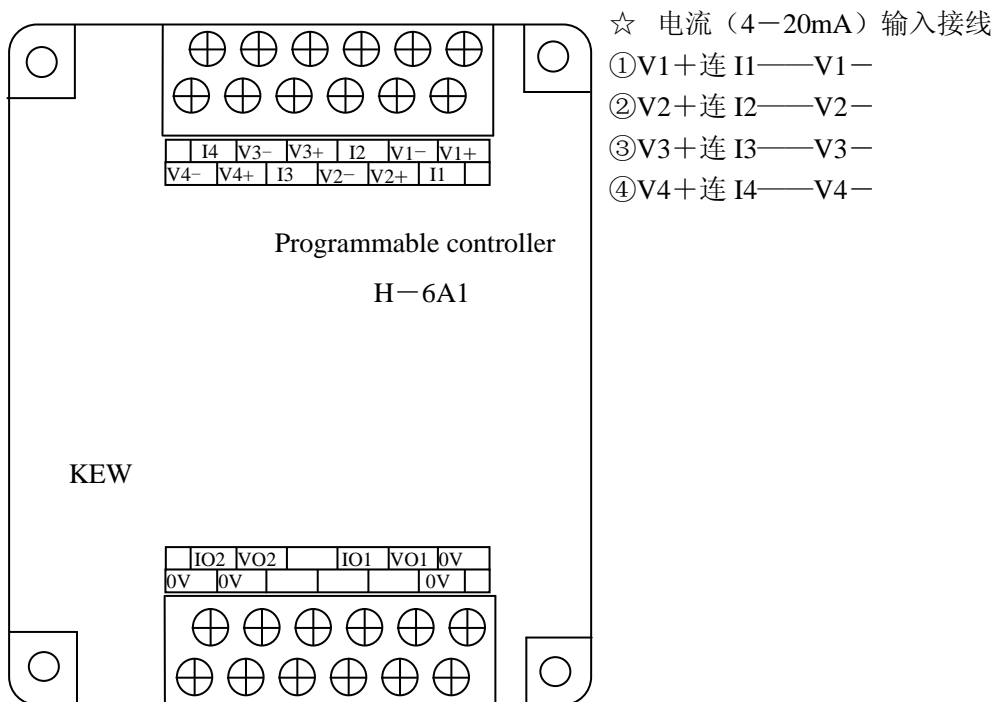 ☆ 电流（4－20mA）输入接线
①V1＋连 I1——V1－
②V2＋连 I2——V2－
③V3＋连 I3——V3－
④V4＋连 I4——V4－
I4 V3- V3+ I2 V1- V1+
V4- V4+ I3 V2- V2+ I1
Programmable controller
H－6A1
KEW
IO2 VO2 IO1 VO1 0V
0V 0V 0V